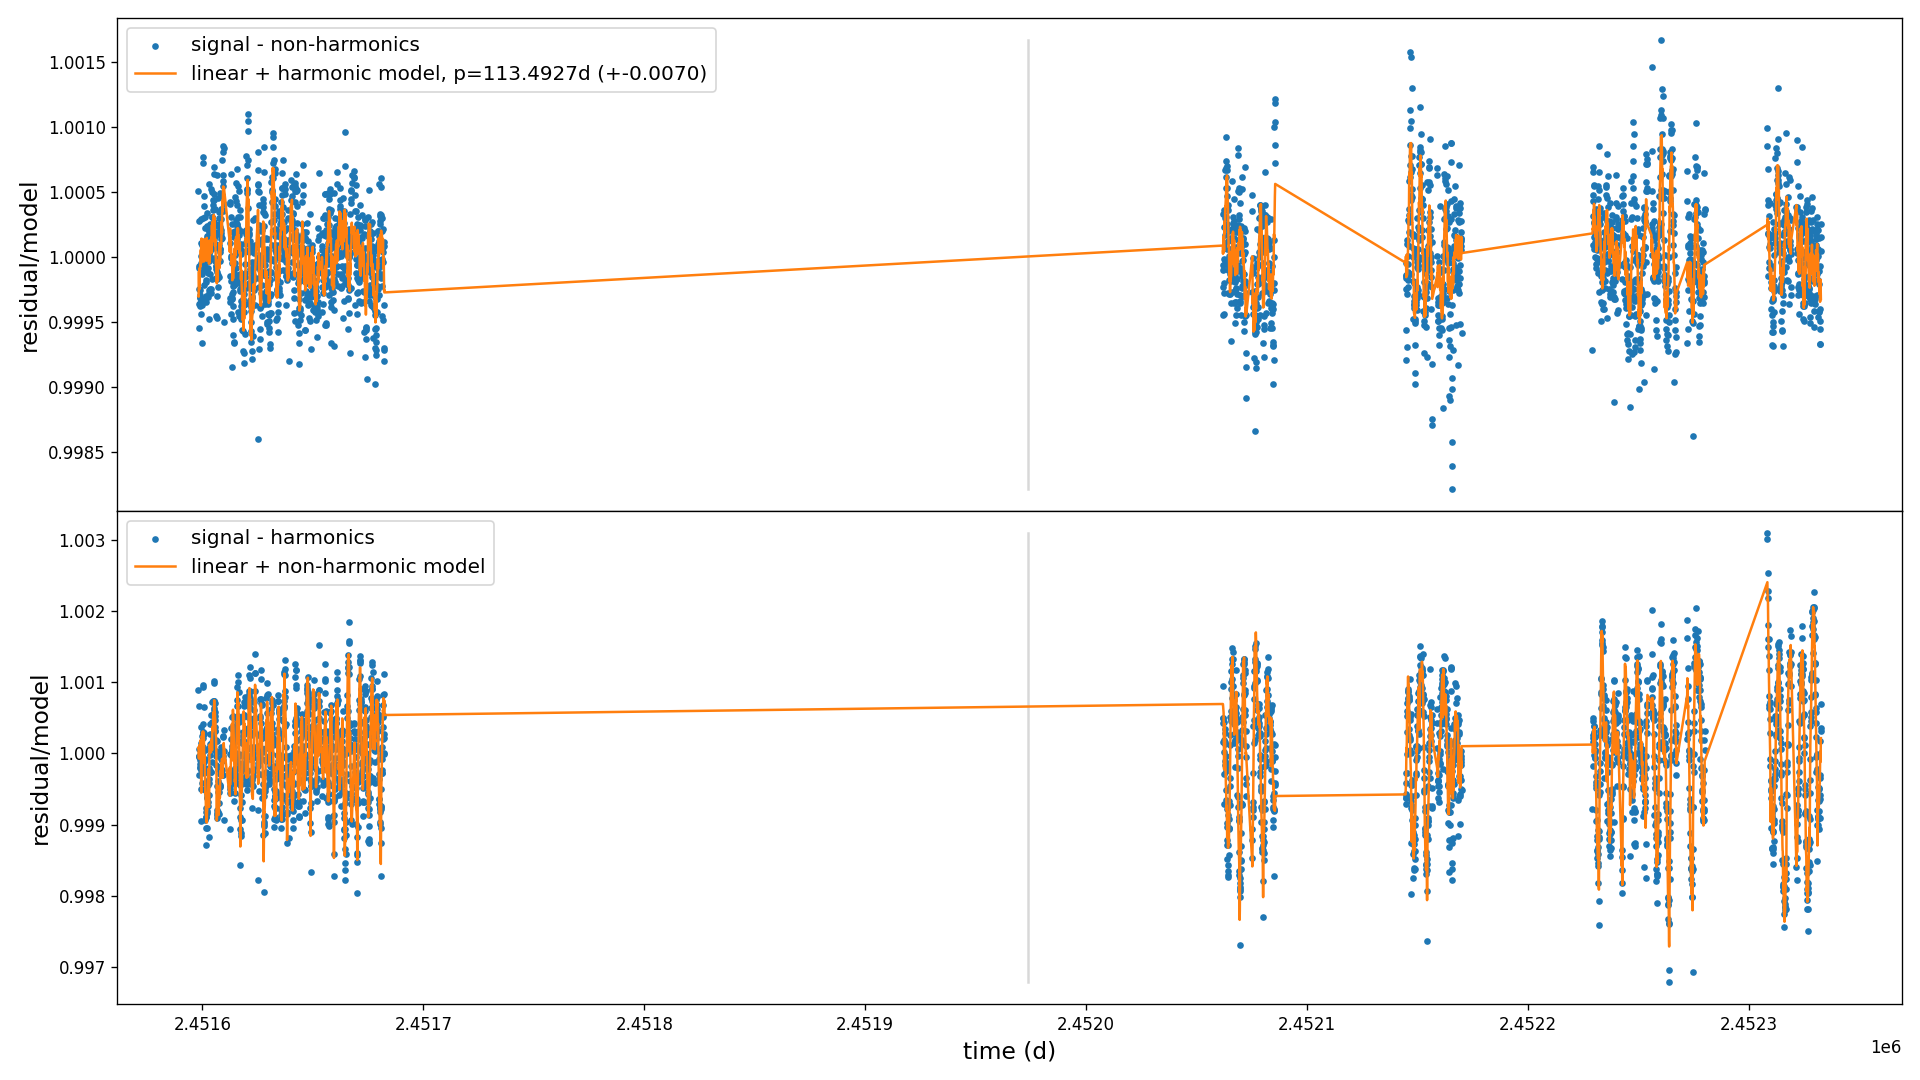 signal - non-harmonics
linear + harmonic model, p=113.4927d (+-0.0070)
1.0015
1.0010
1.0005
1.0000
0.9995
0.9990
0.9985
residual/model
signal - harmonics
linear + non-harmonic model
1.003
1.002
1.001
1.000
0.999
0.998
0.997
residual/model
2.4516
2.4517
2.4518
2.4519
2.4520
2.4521
2.4522
2.4523
1e6
time (d)